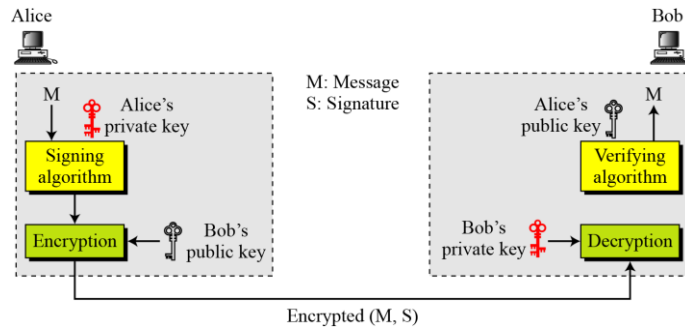 Alice
Bob
M: Message
S: Signature
M
Alice's
private key
Signing
algorithm
Encryption
Bob's
public key
Alice's
public key
M
Verifying
algorithm
Bob's
private key
Decryption
Encrypted (M, S)